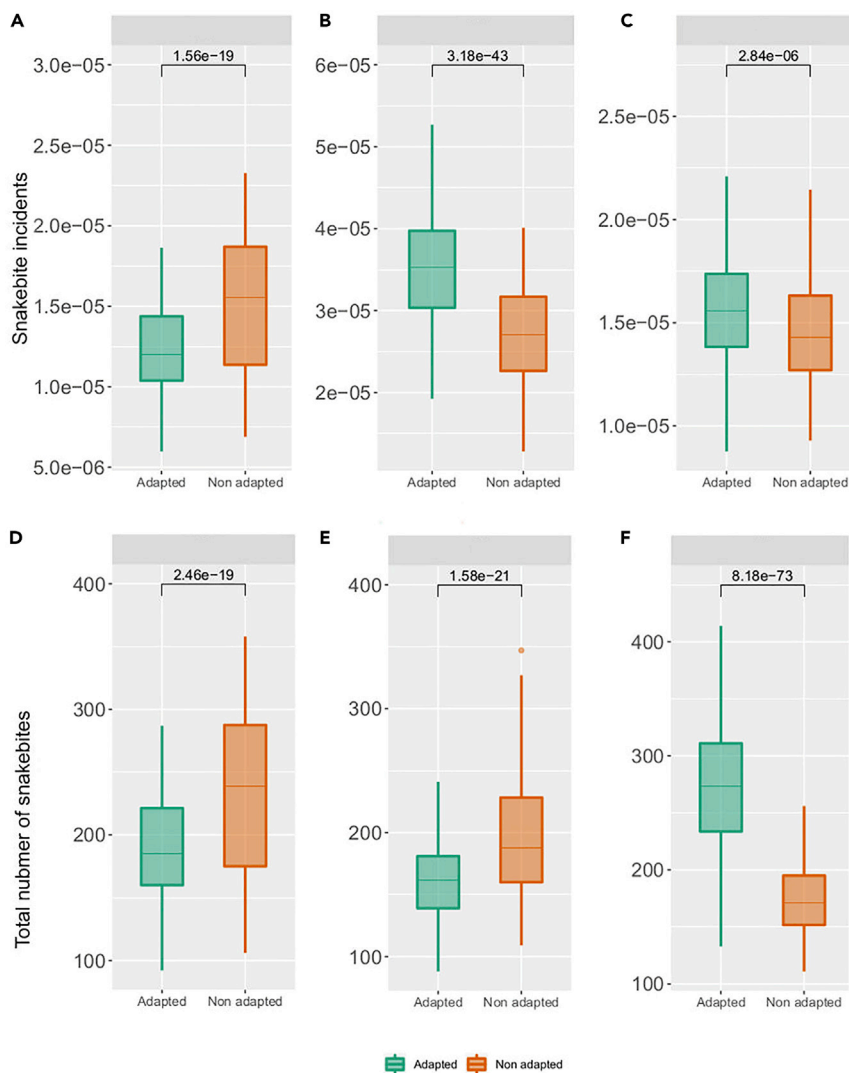 A
B
C
1.56e−19
3.18e−43
2.84e−06
Snakebite incidents
3.0e−05
2.5e−05
2.0e−05
1.5e−05
1.0e−05
5.0e−06
6e−05
5e−05
4e−05
3e−05
2e−05
2.5e−05
2.0e−05
1.5e−05
1.0e−05
Adapted Non adapted
Adapted Non adapted
Adapted Non adapted
D
E
F
2.46e−19
1.58e−21
8.18e−73
Total nubmer of snakebites
400
300
200
100
400
300
200
100
400
300
200
100
Adapted Non adapted
Adapted Non adapted
Adapted Non adapted
Adapted Non adapted